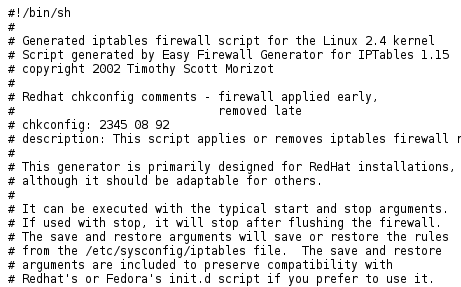 #!/bin/sh
#
# Generated iptables firewall script for the Linux 2.4 kernel
# Script generated by Easy Firewall Generator for IPTables 1.15
# copyright 2002 Timothy Scott Morizot
#
# Redhat chkconfig comments - firewall applied early,
#                             removed late
# chkconfig: 2345 08 92
# description: This script applies or removes iptables firewall r
#
# This generator is primarily designed for RedHat installations,
# although it should be adaptable for others.
#
# It can be executed with the typical start and stop arguments.
# If used with stop, it will stop after flushing the firewall.
# The save and restore arguments will save or restore the rules
# from the /etc/sysconfig/iptables file.  The save and restore
# arguments are included to preserve compatibility with
# Redhat's or Fedora's init.d script if you prefer to use it.